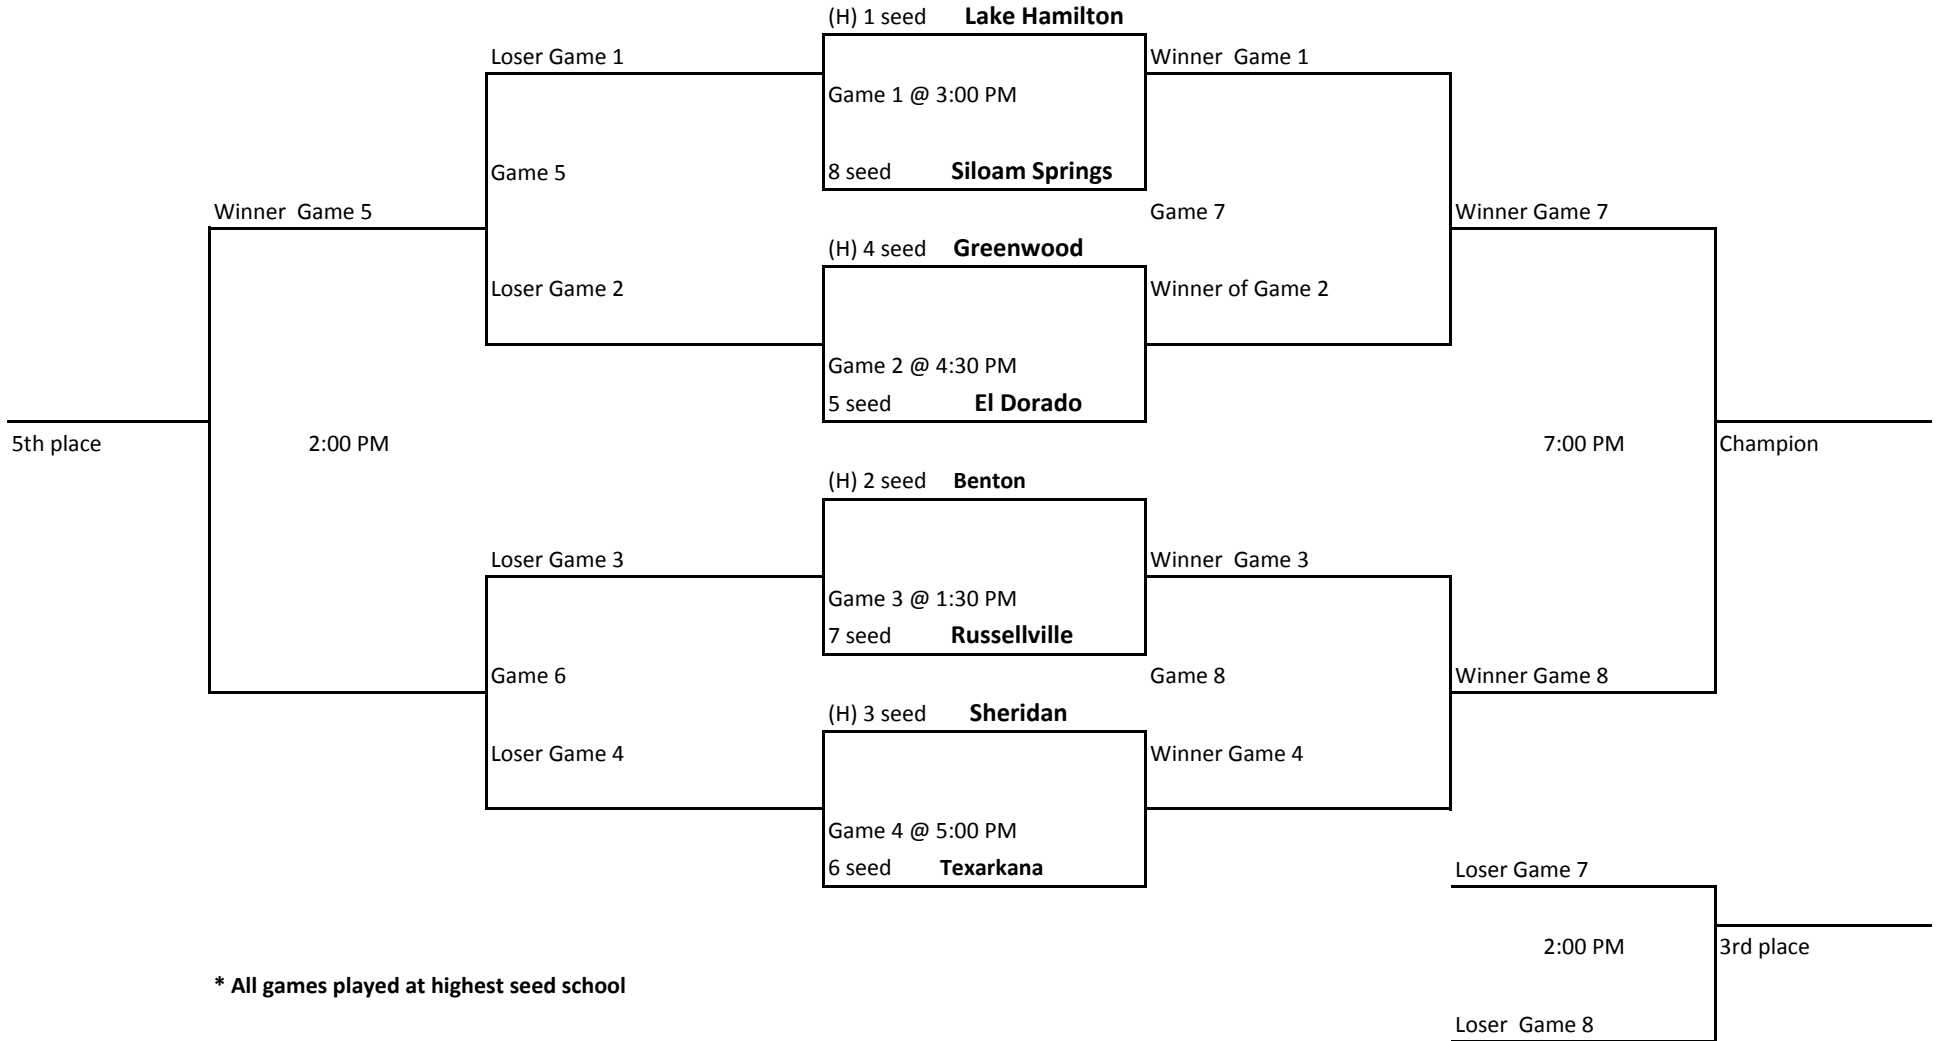 (H) 1 seed Lake Hamilton
Loser Game 1
Winner Game 1
Game 1 @ 3:00 PM
Game 5
8 seed Siloam Springs
Winner Game 5
Game 7
Winner Game 7
(H) 4 seed Greenwood
Loser Game 2
Winner of Game 2
Game 2 @ 4:30 PM
5 seed El Dorado
5th place
2:00 PM
7:00 PM
Champion
(H) 2 seed Benton
Loser Game 3
Winner Game 3
Game 3 @ 1:30 PM
7 seed Russellville
Game 6
Game 8
Winner Game 8
(H) 3 seed Sheridan
Loser Game 4
Winner Game 4
Game 4 @ 5:00 PM
6 seed Texarkana
Loser Game 7
2:00 PM
3rd place
* All games played at highest seed school
Loser Game 8